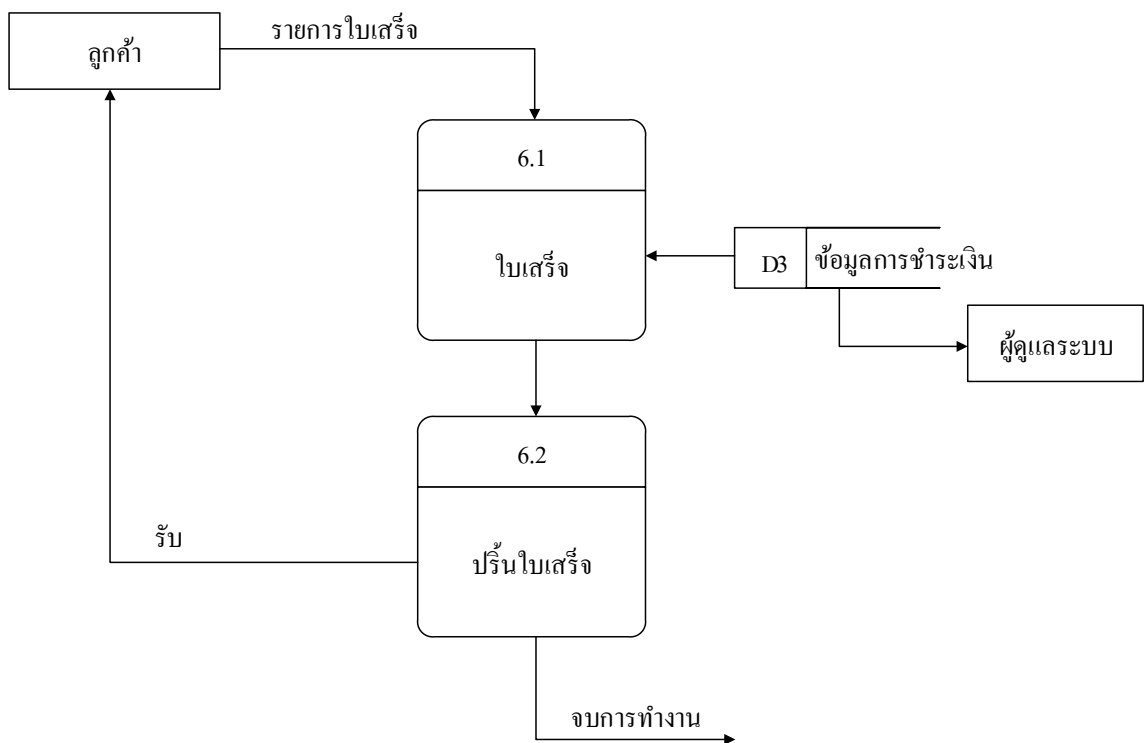 รายการใบเสร็จ
ลูกค้า
6.1
ใบเสร็จ
D3 ข้อมูลการชำระเงิน
ผู้ดูแลระบบ
6.2
รับ
ปริ้นใบเสร็จ
จบการทำงาน